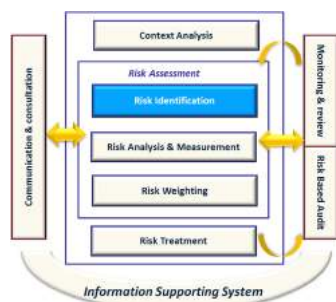 Context Analysis
Risk Assessment
Risk Identification
Risk Analysis & Measurement
Risk Weighting
Risk Treatment
Communication & consultation
Monitoring & review
Risk Based Audit
Information Supporting System